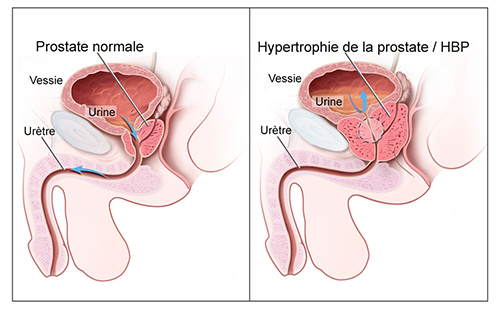 Prostate normale
Vessie
Urine
Urètre
Hypertrophie de la prostate / HBP
Vessie
Urine
Urètre